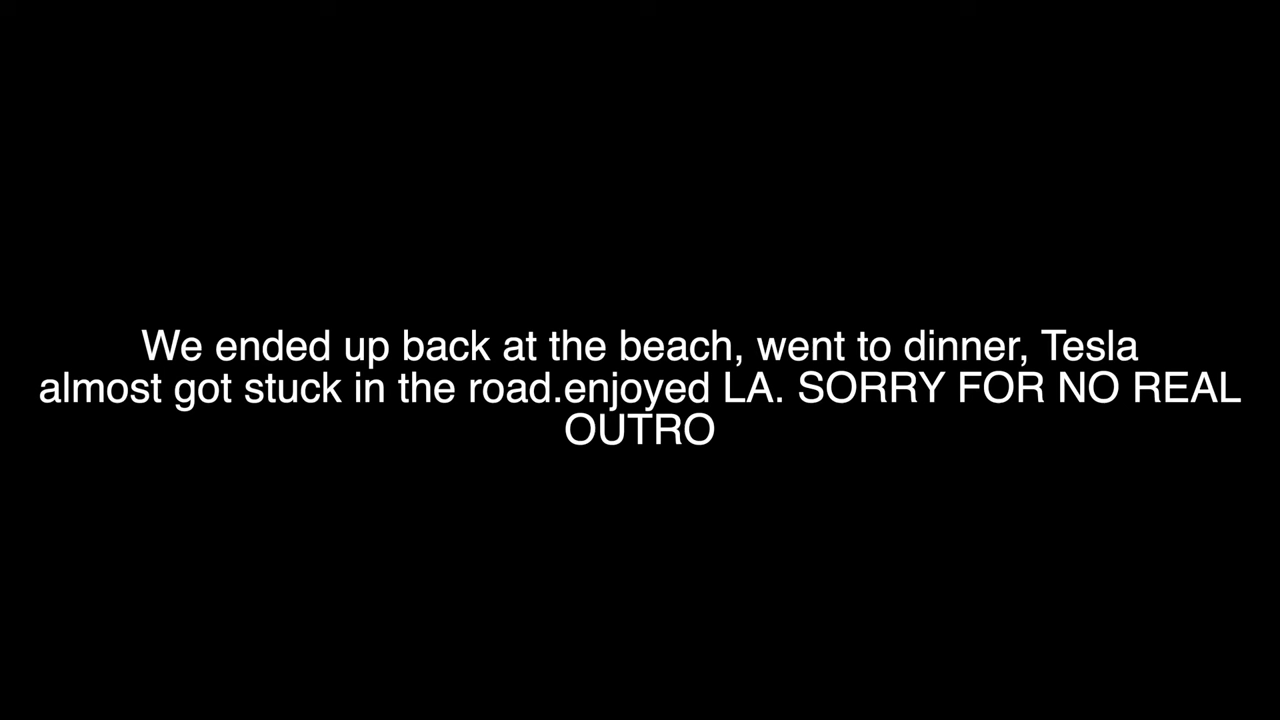 We ended up back at the beach, went to dinner, Tesla
almost got stuck in the road.enjoyed LA. SORRY FOR NO REAL
OUTRO